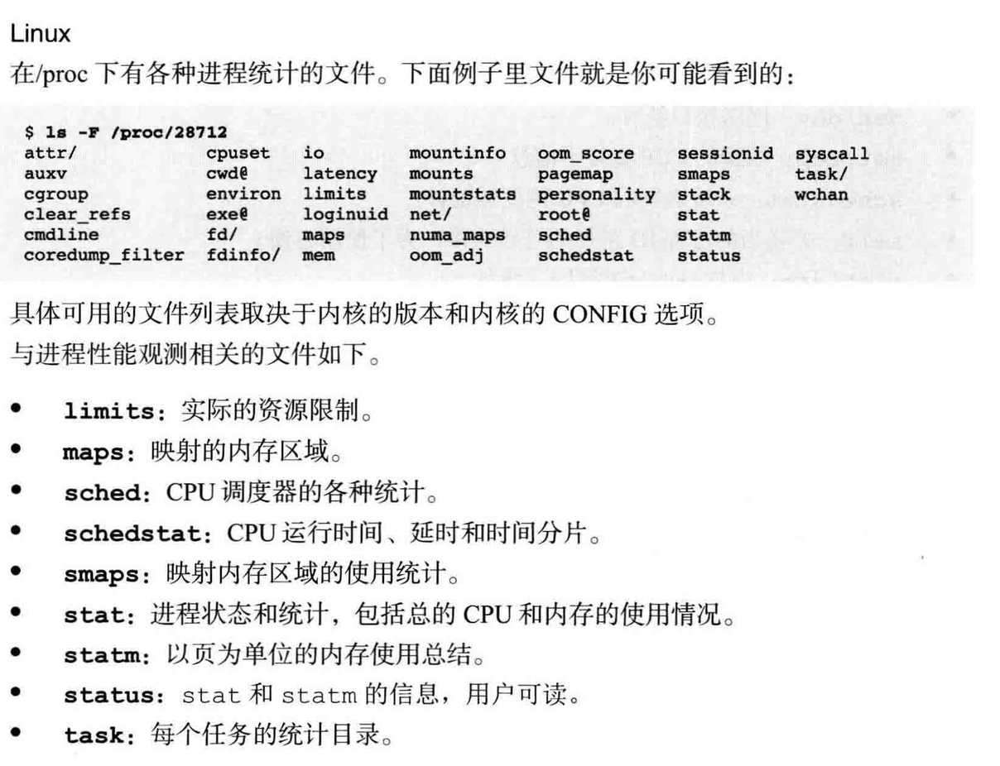 Linux
在/proc 下有各种进程统计的文件。下面例子里文件就是你可能看到的：
$ ls -F /proc/28712
attr/ cpuset io mountinfo oom_score sessionid syscall
auxv cwd@ latency mounts pagemap smaps task/
cgroup environ limits mountstats personality stack wchan
clear_refs exe@ loginuid net/ root@ stat
cmdline fd/ maps numa_maps sched statm
coredump_filter fdinfo/ mem oom_adj schedstat status
具体可用的文件列表取决于内核的版本和内核的 CONFIG 选项。
与进程性能观测相关的文件如下。
• limits：实际的资源限制。
• maps：映射的内存区域。
• sched：CPU 调度器的各种统计。
• schedstat：CPU 运行时间、延时和时间分片。
• smaps：映射内存区域的使用统计。
• stat：进程状态和统计，包括总的 CPU 和内存的使用情况。
• statm：以页为单位的内存使用总结。
• status：stat 和 statm 的信息，用户可读。
• task：每个任务的统计目录。